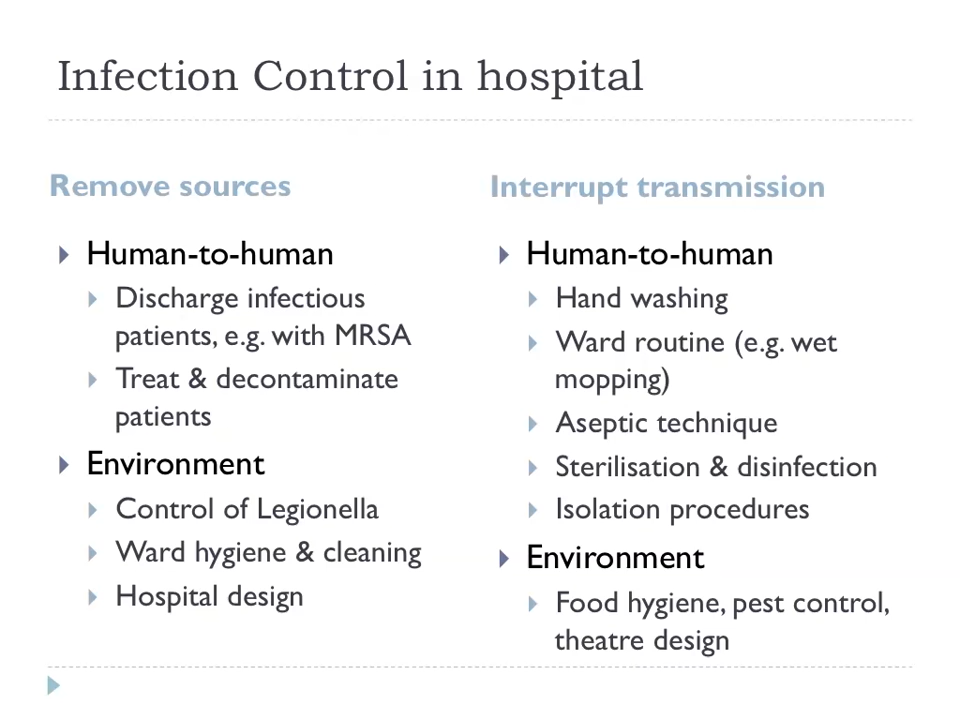 Infection Control in hospital
Remove sources
Human-to-human
Discharge infectious
patients, e.g. with MRSA
Treat & decontaminate
patients
Environment
Control of Legionella
Ward hygiene & cleaning
Hospital design
Interrupt transmission
Human-to-human
Hand washing
Ward routine (e.g. wet
mopping)
Aseptic technique
Sterilisation & disinfection
Isolation procedures
Environment
Food hygiene, pest control,
theatre design